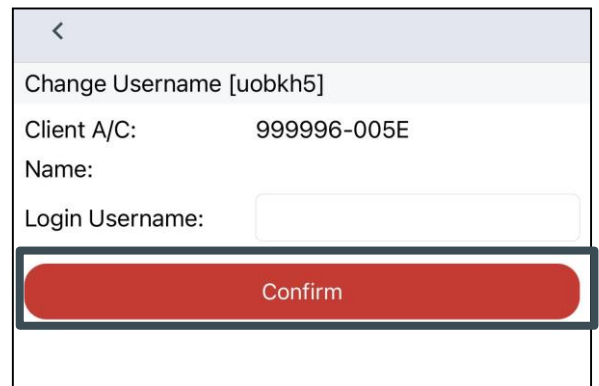 Change Username [uobkh5]
Client A/C: 999996-005E
Name:
Login Username:
Confirm